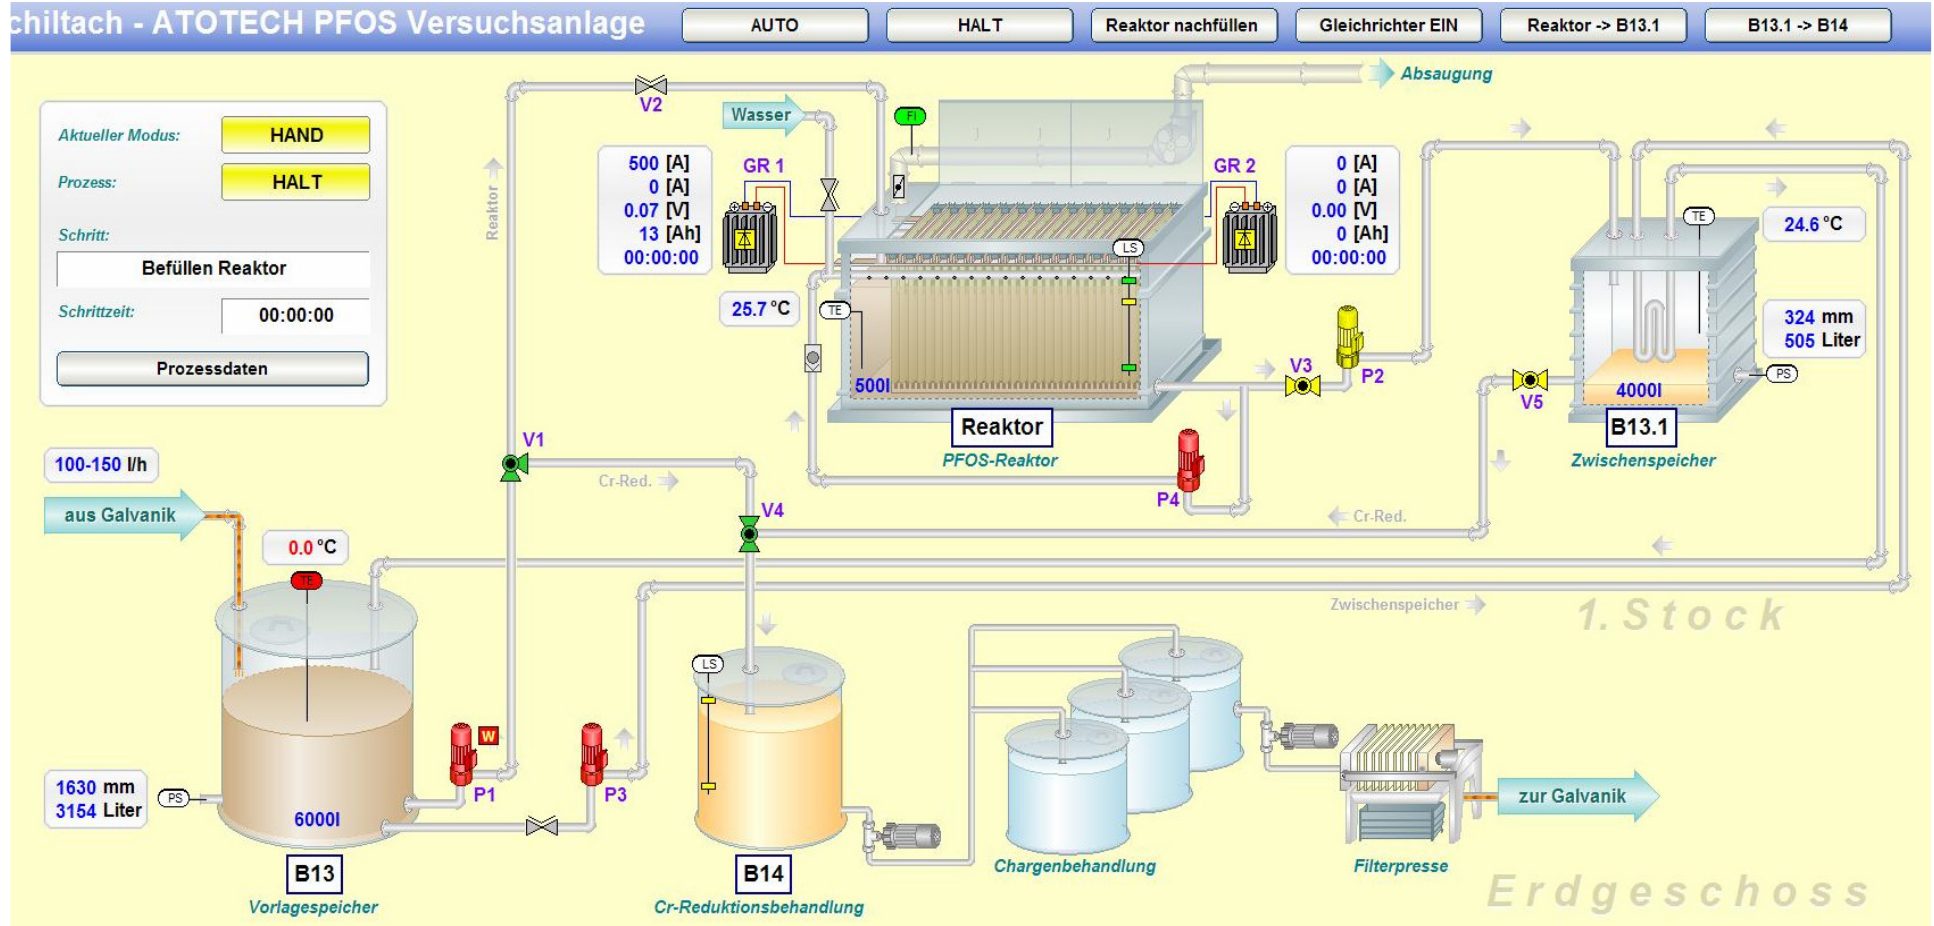 chiltach - ATOTECH PFOS Versuchsanlage
AUTO
HALT
Reaktor nachfüllen
Gleichrichter EIN
Reaktor -> B13.1
B13.1 -> B14
Aktueller Modus:
HAND
Prozess:
HALT
Schritt:
Befüllen Reaktor
Schrittzeit:
00:00:00
Prozessdaten
V2
Reaktor
Wasser
FI
Absaugung
500 [A]
0 [A]
0.07 [V]
13 [Ah]
00:00:00
GR 1
GR 2
0 [A]
0 [A]
0.00 [V]
0 [Ah]
00:00:00
LS
25.7 °C
TE
500l
Reaktor
PFOS-Reaktor
V3
P2
P4
TE
24.6 °C
324 mm
505 Liter
PS
V5
4000l
B13.1
Zwischenspeicher
V1
Cr-Red.
V4
Cr-Red.
100-150 l/h
aus Galvanik
0.0 °C
TE
Zwischenspeicher
1. Stock
1630 mm
3154 Liter
PS
6000l
B13
Vorlagespeicher
W
P1
P3
LS
B14
Cr-Reduktionsbehandlung
Chargenbehandlung
Filterpresse
zur Galvanik
Erdgeschoss